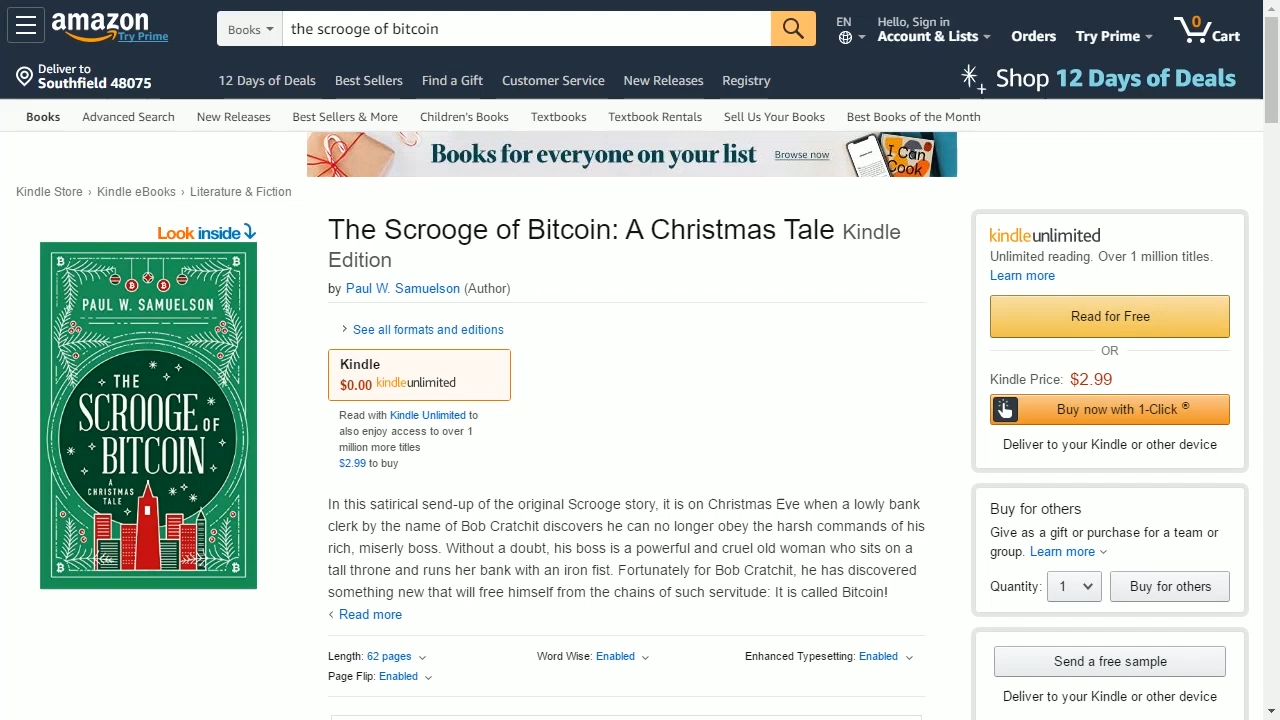 amazon
Try Prime
Books
the scrooge of bitcoin
EN
Hello, Sign in
Account & Lists
Orders
Try Prime
0
Cart
Deliver to
Southfield 48075
12 Days of Deals
Best Sellers
Find a Gift
Customer Service
New Releases
Registry
Shop 12 Days of Deals
Books
Advanced Search
New Releases
Best Sellers & More
Children's Books
Textbooks
Textbook Rentals
Sell Us Your Books
Best Books of the Month
Books for everyone on your list
Browse now
I Can
Cook
Kindle Store › Kindle eBooks › Literature & Fiction
Look inside
PAUL W. SAMUELSON
THE
SCROOGE OF
BITCOIN
A
CHRISTMAS
TALE
The Scrooge of Bitcoin: A Christmas Tale Kindle
Edition
by Paul W. Samuelson (Author)
See all formats and editions
Kindle
$0.00 kindleunlimited
Read with Kindle Unlimited to
also enjoy access to over 1
million more titles
$2.99 to buy
In this satirical send-up of the original Scrooge story, it is on Christmas Eve when a lowly bank
clerk by the name of Bob Cratchit discovers he can no longer obey the harsh commands of his
rich, miserly boss. Without a doubt, his boss is a powerful and cruel old woman who sits on a
tall throne and runs her bank with an iron fist. Fortunately for Bob Cratchit, he has discovered
something new that will free himself from the chains of such servitude: It is called Bitcoin!
Read more
Length: 62 pages
Word Wise: Enabled
Enhanced Typesetting: Enabled
Page Flip: Enabled
kindleunlimited
Unlimited reading. Over 1 million titles.
Learn more
Read for Free
OR
Kindle Price: $2.99
Buy now with 1-Click ®
Deliver to your Kindle or other device
Buy for others
Give as a gift or purchase for a team or
group. Learn more
Quantity: 1
Buy for others
Send a free sample
Deliver to your Kindle or other device